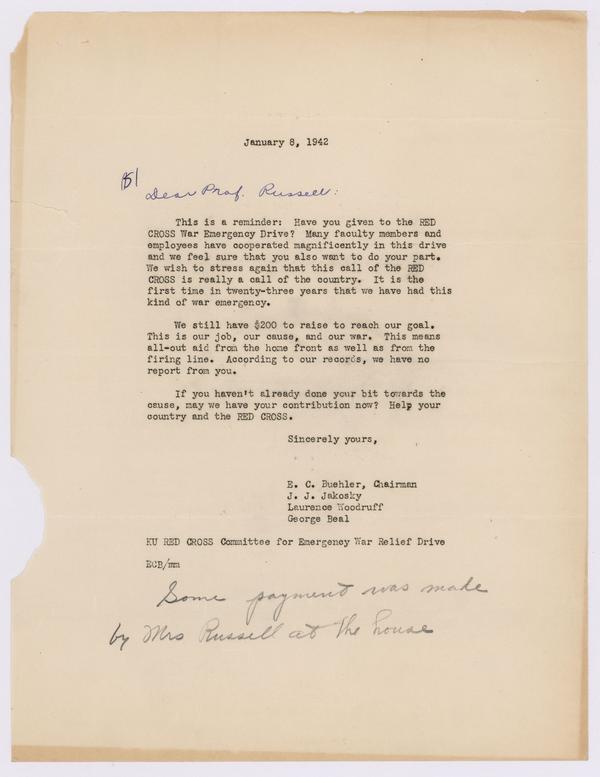 January 8, 1942
Dear Prof. Russell:
This is a reminder: Have you given to the RED
CROSS War Emergency Drive? Many faculty members and
employees have cooperated magnificently in this drive
and we feel sure that you also want to do your part.
We wish to stress again that this call of the RED
CROSS is really a call of the country. It is the
first time in twenty-three years that we have had this
kind of war emergency.
We still have $200 to raise to reach our goal.
This is our job, our cause, and our war. This means
all-out aid from the home front as well as from the
firing line. According to our records, we have no
report from you.
If you haven't already done your bit towards the
cause, may we have your contribution now? Help your
country and the RED CROSS.
Sincerely yours,
E. C. Buehler, Chairman
J. J. Jakosky
Laurence Woodruff
George Beal
KU RED CROSS Committee for Emergency War Relief Drive
ECB/mm
Some payment was made
by Mrs Russell at the house